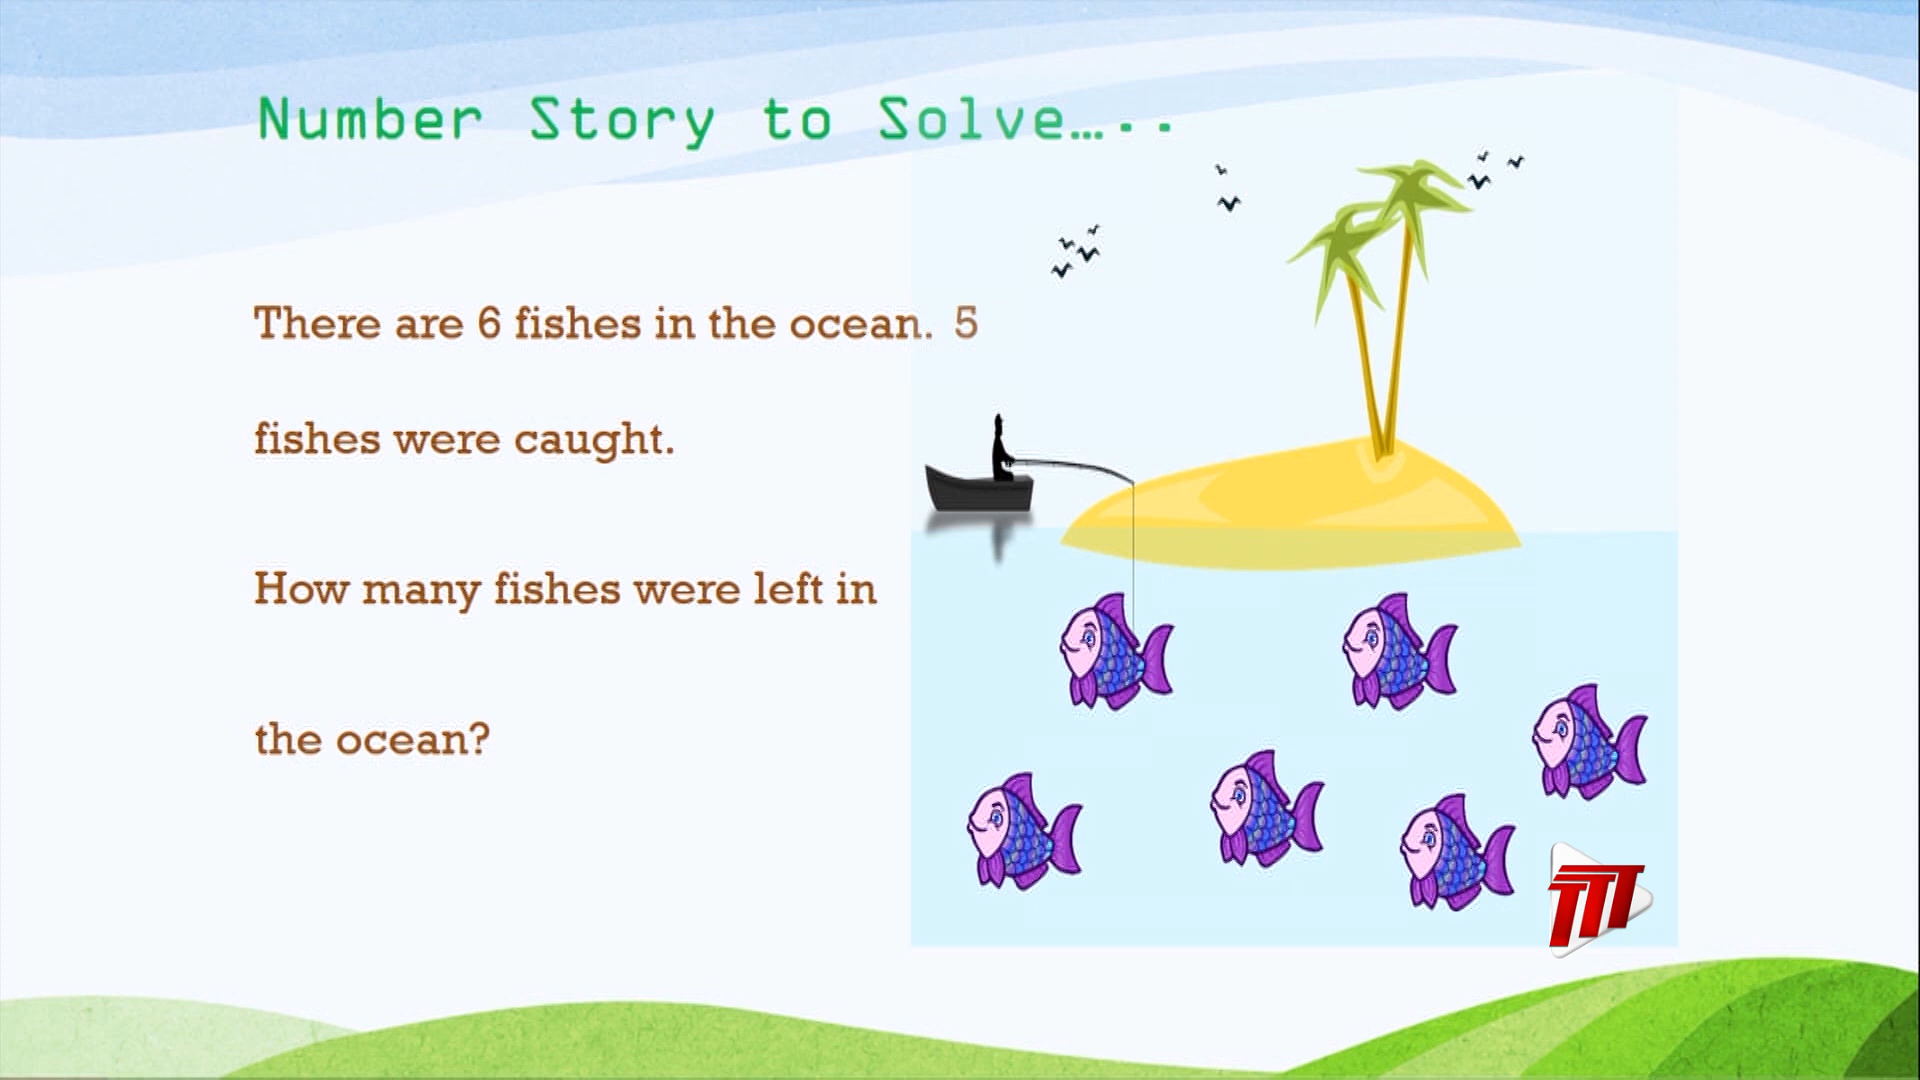 Number Story to Solve.....
There are 6 fishes in the ocean. 5
fishes were caught.
How many fishes were left in
the ocean?
TTT